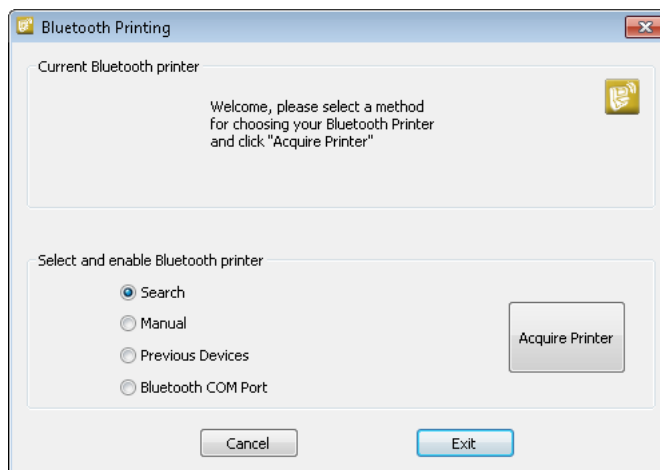 Bluetooth Printing
Current Bluetooth printer
Welcome, please select a method
for choosing your Bluetooth Printer
and click "Acquire Printer"
Select and enable Bluetooth printer
Search
Manual
Previous Devices
Bluetooth COM Port
Acquire Printer
Cancel
Exit